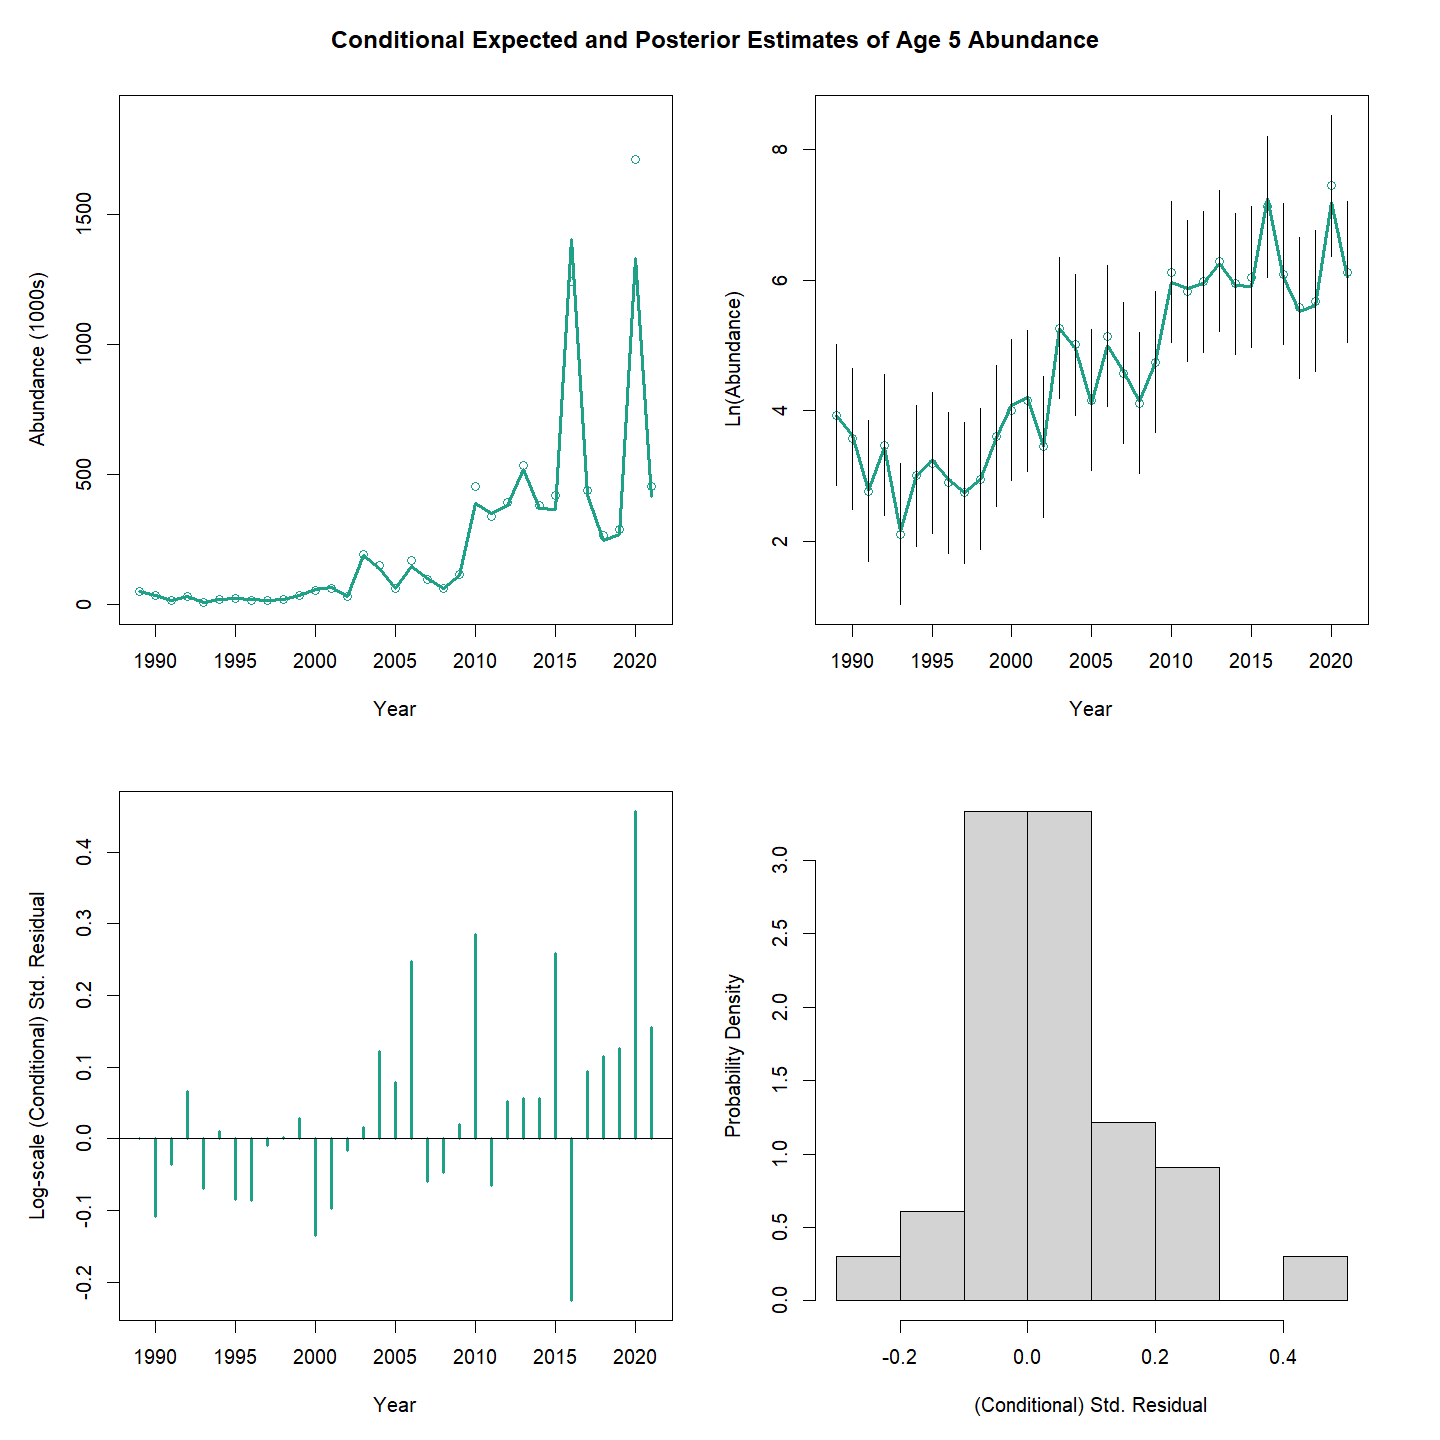 Conditional Expected and Posterior Estimates of Age 5 Abundance
Abundance (1000s)
1500
1000
500
0
1990 1995 2000 2005 2010 2015 2020
Year
Ln(Abundance)
8
6
4
2
1990 1995 2000 2005 2010 2015 2020
Year
Log-scale (Conditional) Std. Residual
0.4
0.3
0.2
0.1
0.0
-0.1
-0.2
1990 1995 2000 2005 2010 2015 2020
Year
Probability Density
3.0
2.5
2.0
1.5
1.0
0.5
0.0
-0.2 0.0 0.2 0.4
(Conditional) Std. Residual